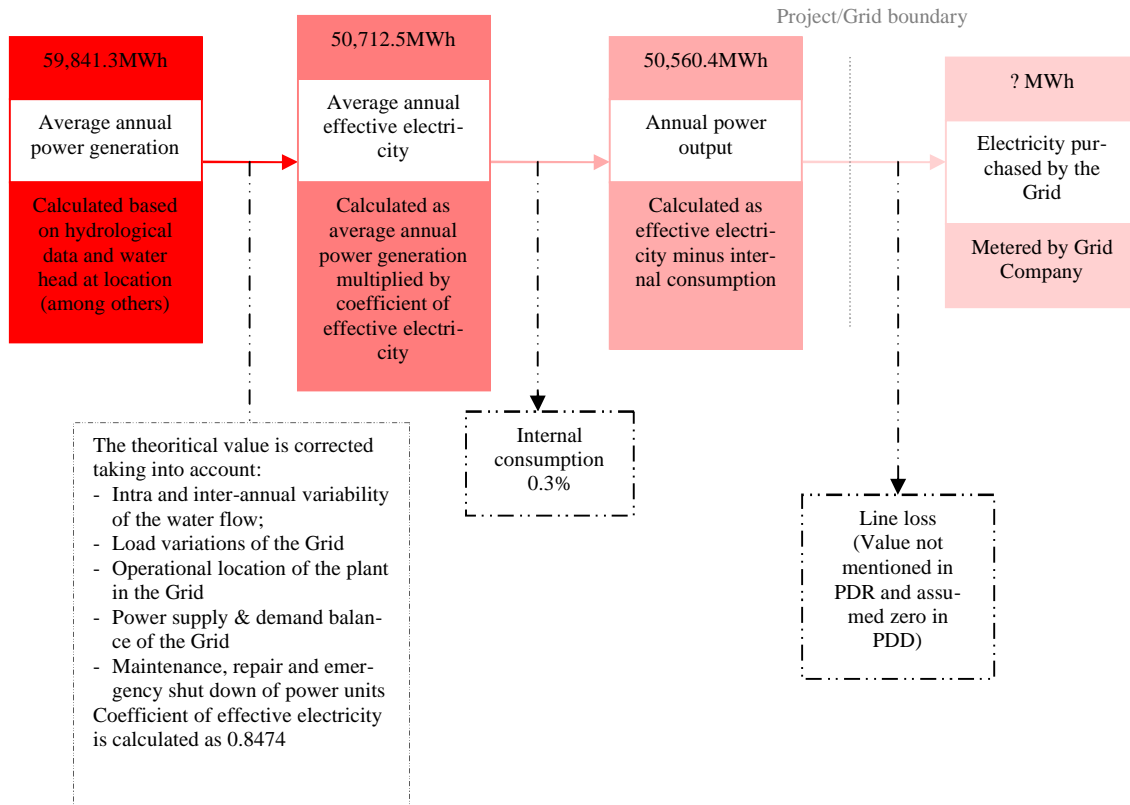 Project/Grid boundary
59,841.3MWh
Average annual
power generation
Calculated based
on hydrological
data and water
head at location
(among others)
50,712.5MWh
Average annual
effective electri-
city
Calculated as
average annual
power generation
multiplied by
coefficient of
effective electri-
city
50,560.4MWh
Annual power
output
Calculated as
effective electri-
city minus inter-
nal consumption
? MWh
Electricity pur-
chased by the
Grid
Metered by Grid
Company
The theoritical value is corrected
taking into account:
- Intra and inter-annual variability
of the water flow;
- Load variations of the Grid
- Operational location of the plant
in the Grid
- Power supply & demand balan-
ce of the Grid
- Maintenance, repair and emer-
gency shut down of power units
Coefficient of effective electricity
is calculated as 0.8474
Internal
consumption
0.3%
Line loss
(Value not
mentioned in
PDR and assu-
med zero in
PDD)